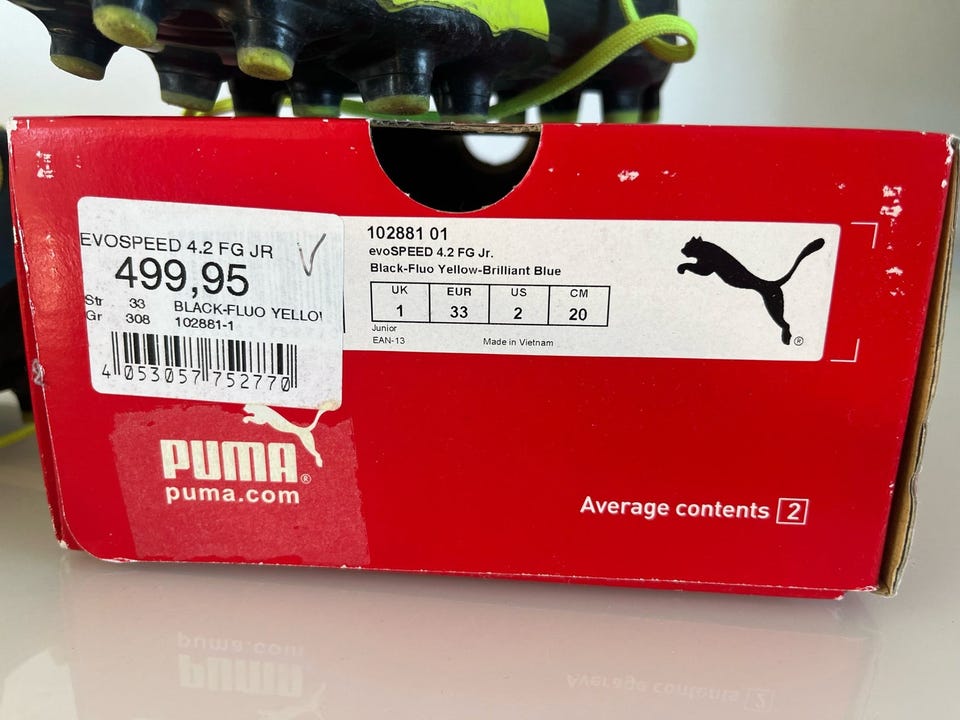 EVOSPEED 4.2 FG JR
499,95
Str 33 BLACK-FLUO YELLO
Gr 308 102881-1
4 053057 752770
102881 01
evoSPEED 4.2 FG Jr.
Black-Fluo Yellow-Brilliant Blue
UK EUR US CM
1 33 2 20
Junior
EAN-13 Made in Vietnam
®
PUMA®
puma.com
Average contents 2